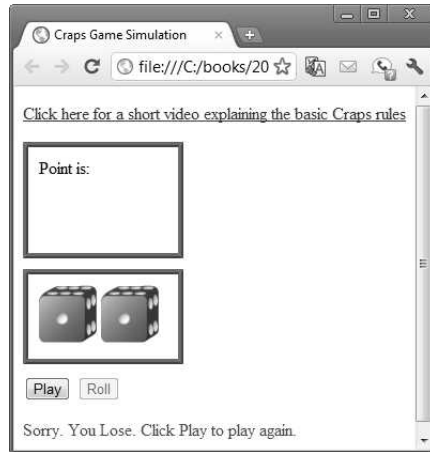 Craps Game Simulation
file:///C:/books/20
Click here for a short video explaining the basic Craps rules
Point is:
Play Roll
Sorry. You Lose. Click Play to play again.